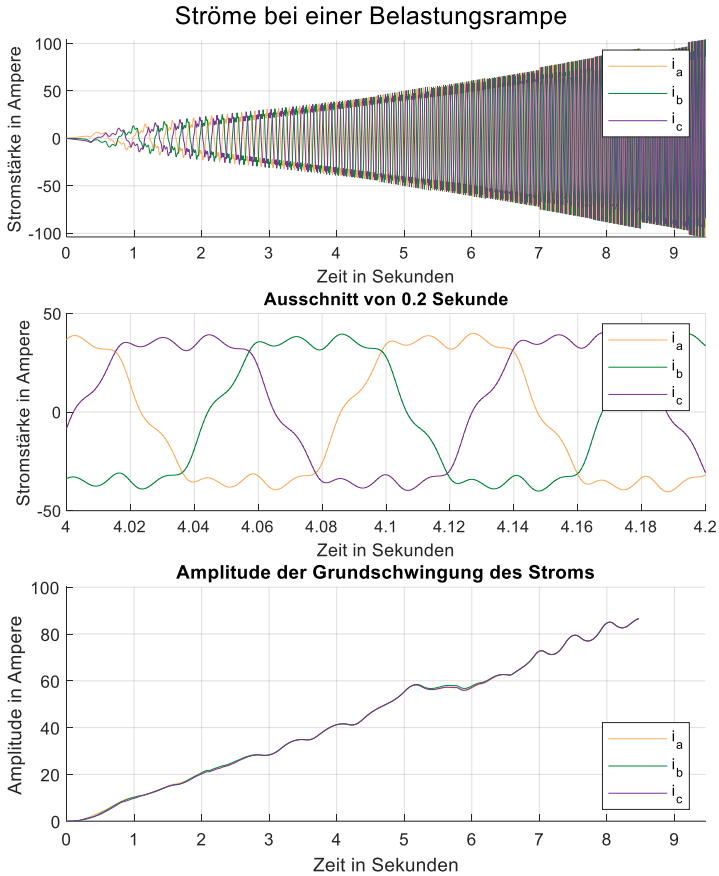 Ströme bei einer Belastungsrampe
Stromstärke in Ampere
100
50
0
-50
-100
i_a
i_b
i_c
0 1 2 3 4 5 6 7 8 9
Zeit in Sekunden
Ausschnitt von 0.2 Sekunde
Stromstärke in Ampere
50
0
-50
i_a
i_b
i_c
4 4.02 4.04 4.06 4.08 4.1 4.12 4.14 4.16 4.18 4.2
Zeit in Sekunden
Amplitude der Grundschwingung des Stroms
Amplitude in Ampere
100
80
60
40
20
0
i_a
i_b
i_c
0 1 2 3 4 5 6 7 8 9
Zeit in Sekunden